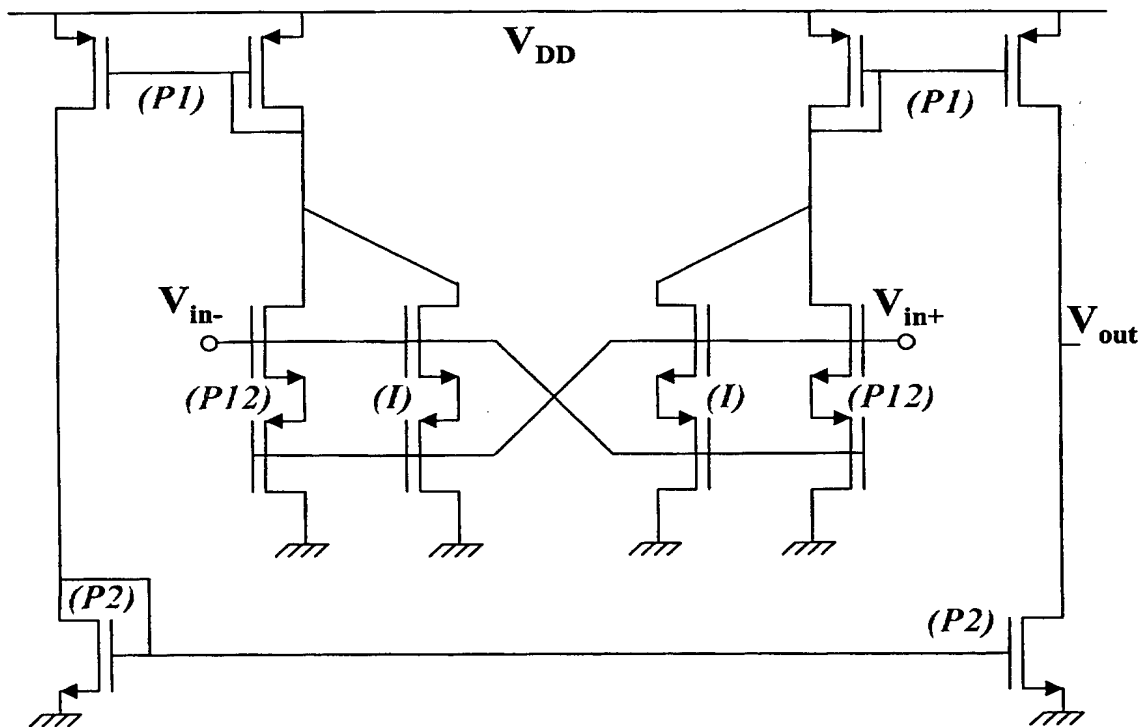 V_DD
(P1)
(P1)
V_in-
V_in+
V_out
(P12)
(I)
(I)
(P12)
(P2)
(P2)